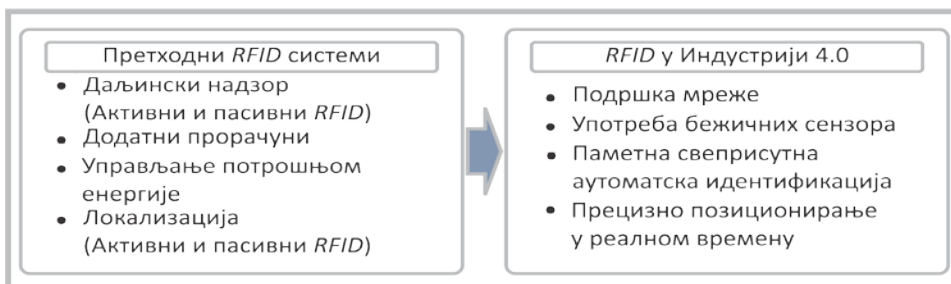 Претходни RFID системи
• Даљински надзор
(Активни и пасивни RFID)
• Додатни прорачуни
• Управљање потрошњом
енергије
• Локализација
(Активни и пасивни RFID)
RFID у Индустрији 4.0
• Подршка мреже
• Употреба бежичних сензора
• Паметна свеприсутна
аутоматска идентификација
• Прецизно позиционирање
у реалном времену